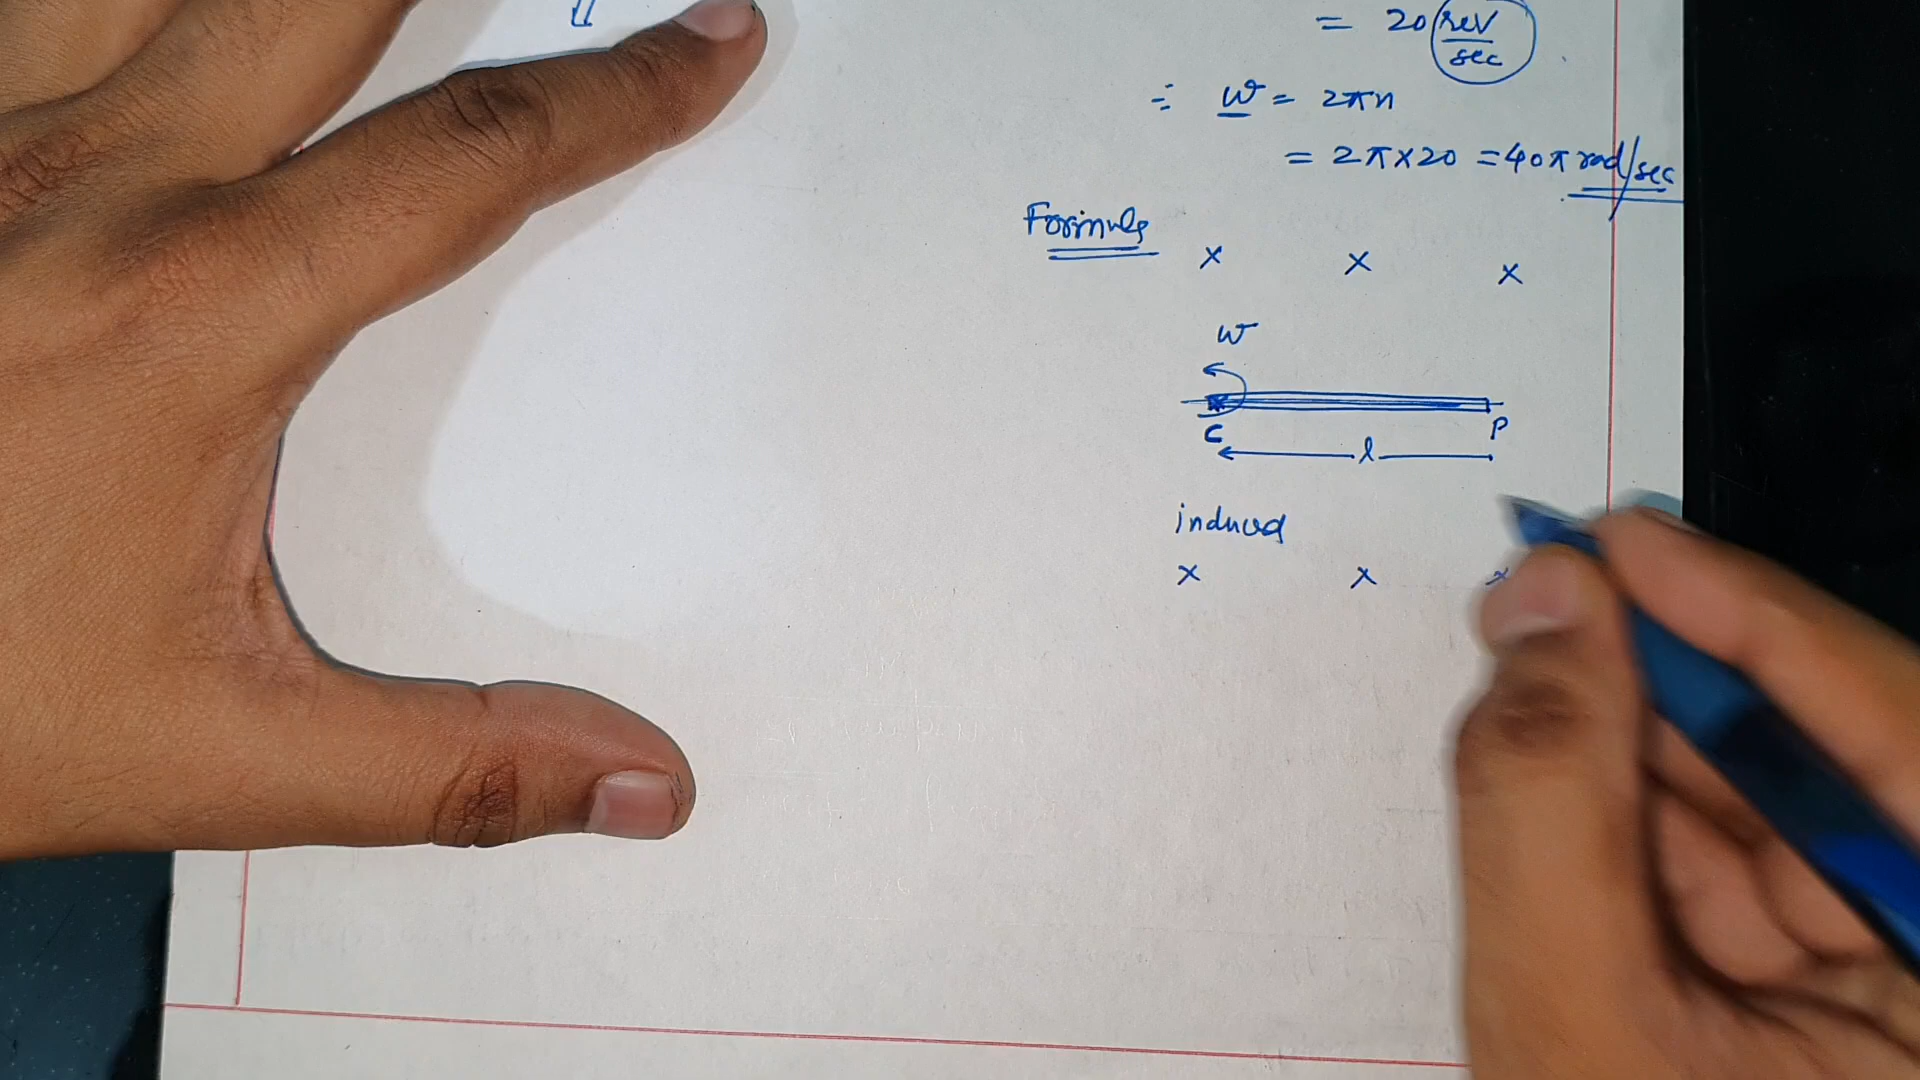 = 20 rev/sec
∴ w = 2πn
= 2π×20 = 40π rad/sec
Formula
x x x
w
C P
l
induced
x x x